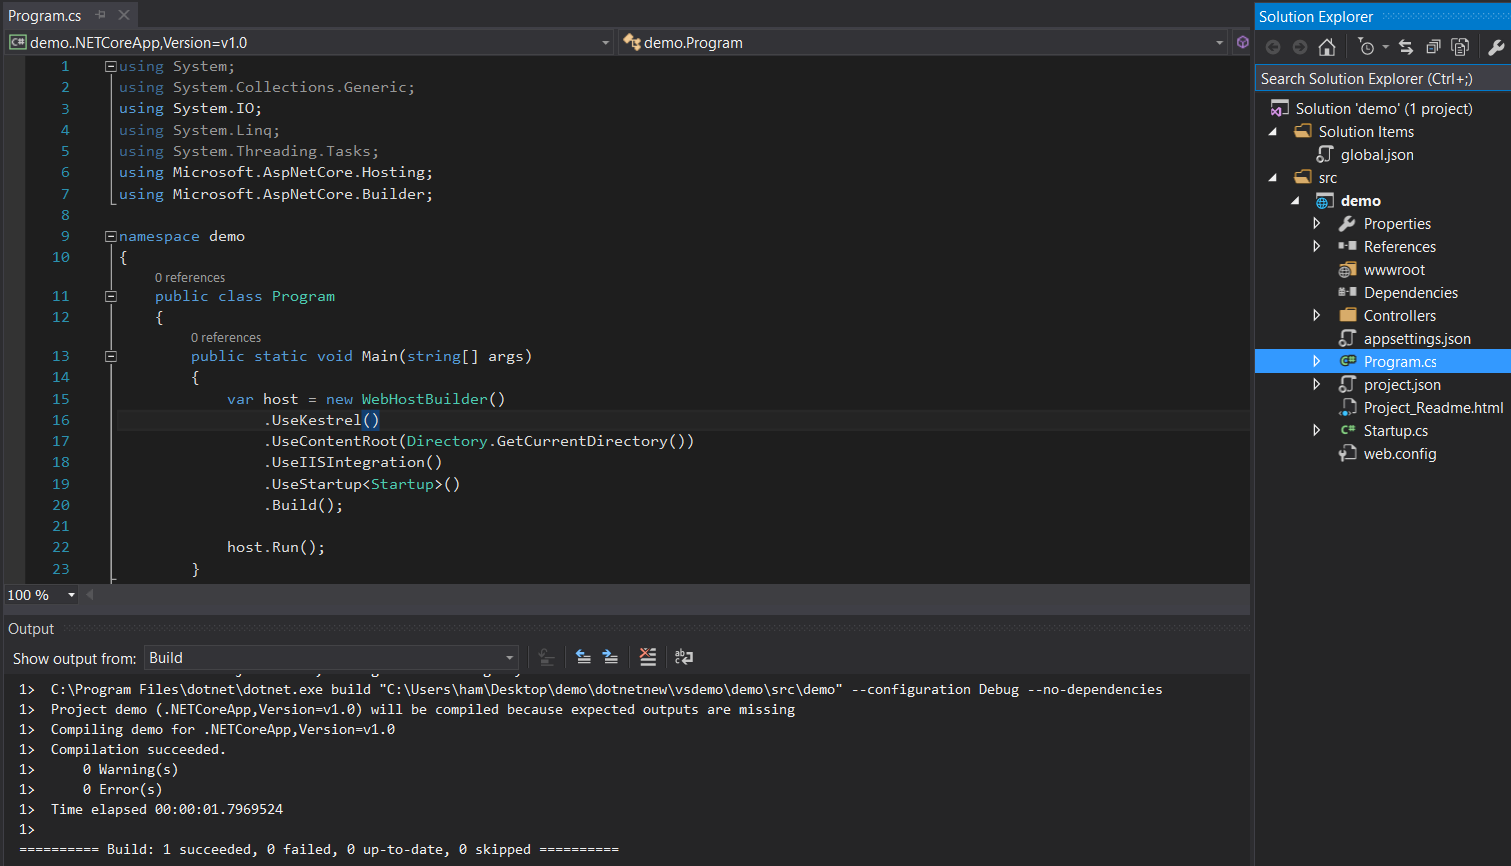 Program.cs
demo..NETCoreApp,Version=v1.0
demo.Program
1 using System;
2 using System.Collections.Generic;
3 using System.IO;
4 using System.Linq;
5 using System.Threading.Tasks;
6 using Microsoft.AspNetCore.Hosting;
7 using Microsoft.AspNetCore.Builder;
8
9 namespace demo
10 {
0 references
11 public class Program
12 {
0 references
13 public static void Main(string[] args)
14 {
15 var host = new WebHostBuilder()
16 .UseKestrel()
17 .UseContentRoot(Directory.GetCurrentDirectory())
18 .UseIISIntegration()
19 .UseStartup<Startup>()
20 .Build();
21
22 host.Run();
23 }
100 %
Output
Show output from: Build
1> C:\Program Files\dotnet\dotnet.exe build "C:\Users\ham\Desktop\demo\dotnetnew\vsdemo\demo\src\demo" --configuration Debug --no-dependencies
1> Project demo (.NETCoreApp,Version=v1.0) will be compiled because expected outputs are missing
1> Compiling demo for .NETCoreApp,Version=v1.0
1> Compilation succeeded.
1> 0 Warning(s)
1> 0 Error(s)
1> Time elapsed 00:00:01.7969524
1>
========== Build: 1 succeeded, 0 failed, 0 up-to-date, 0 skipped ==========
Solution Explorer
Search Solution Explorer (Ctrl+;)
Solution 'demo' (1 project)
Solution Items
global.json
src
demo
Properties
References
wwwroot
Dependencies
Controllers
appsettings.json
C# Program.cs
project.json
Project_Readme.html
C# Startup.cs
web.config